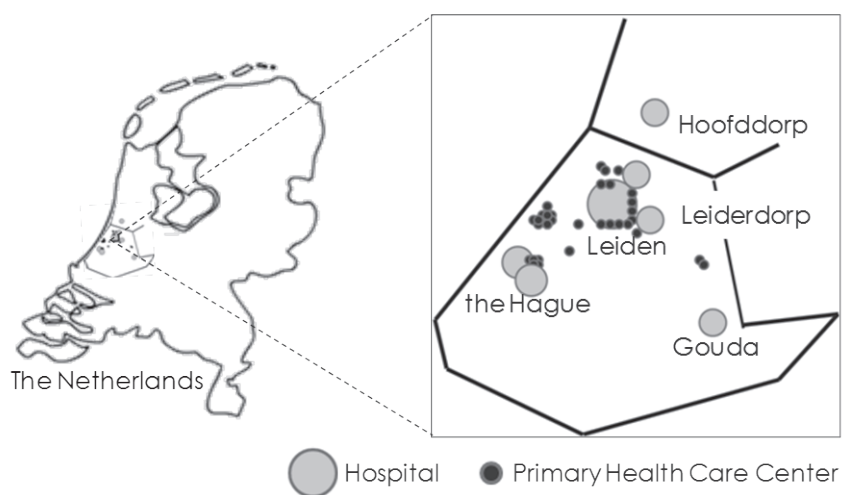 Hoofddorp
Leiderdorp
Leiden
the Hague
Gouda
The Netherlands
Hospital
Primary Health Care Center